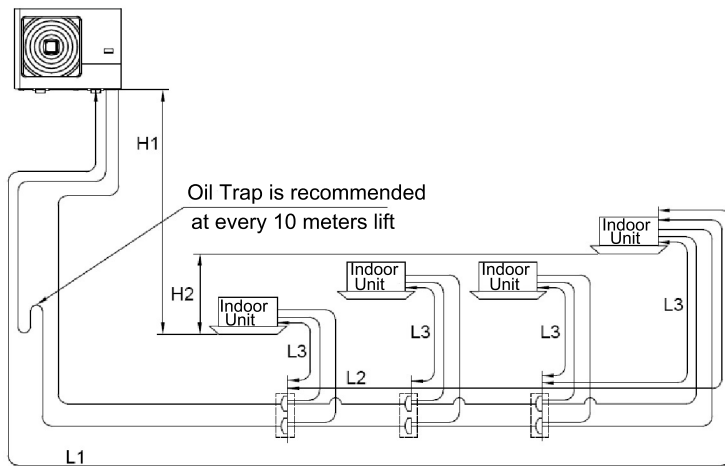 H1
Oil Trap is recommended
at every 10 meters lift
Indoor
Unit
H2
Indoor
Unit
Indoor
Unit
Indoor
Unit
L3
L3
L3
L3
L2
L1